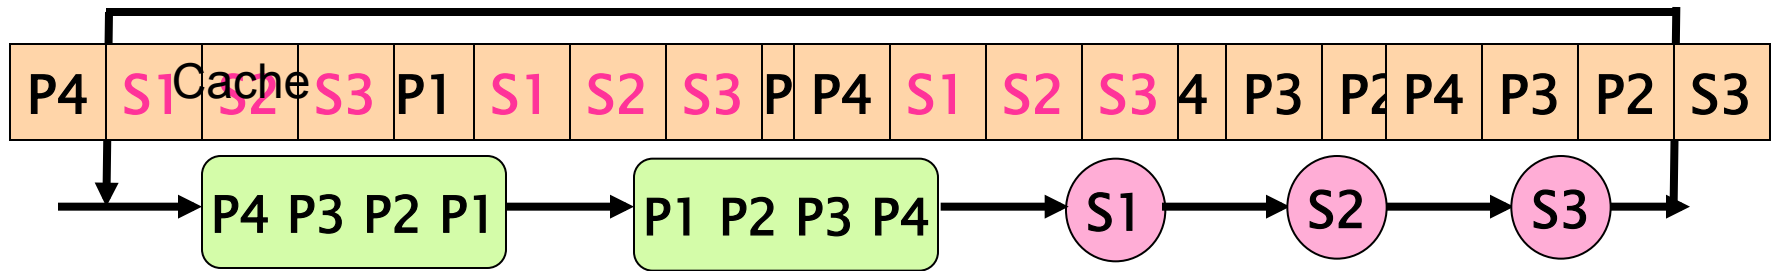 Cache
P4 S1 S2 S3 P1 S1 S2 S3 P P4 S1 S2 S3 4 P3 P2 P4 P3 P2 S3
P4 P3 P2 P1 P1 P2 P3 P4 S1 S2 S3